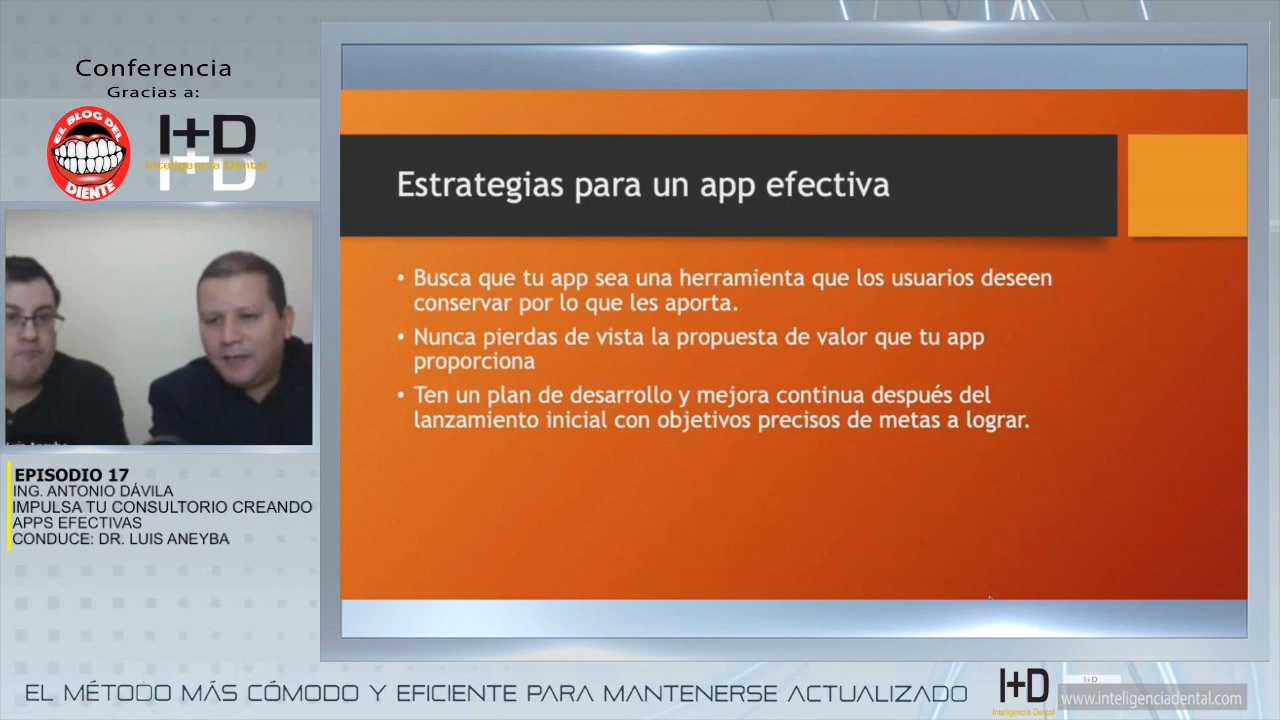 Conferencia
Gracias a:
EL BLOG DEL
DIENTE
I+D
Inteligencia Dental
Estrategias para un app efectiva
• Busca que tu app sea una herramienta que los usuarios deseen
conservar por lo que les aporta.
• Nunca pierdas de vista la propuesta de valor que tu app
proporciona
• Ten un plan de desarrollo y mejora continua después del
lanzamiento inicial con objetivos precisos de metas a lograr.
EPISODIO 17
ING. ANTONIO DÁVILA
IMPULSA TU CONSULTORIO CREANDO
APPS EFECTIVAS
CONDUCE: DR. LUIS ANEYBA
EL MÉTODO MÁS CÓMODO Y EFICIENTE PARA MANTENERSE ACTUALIZADO
I+D
Inteligencia Dental
I+D
www.inteligenciadental.com